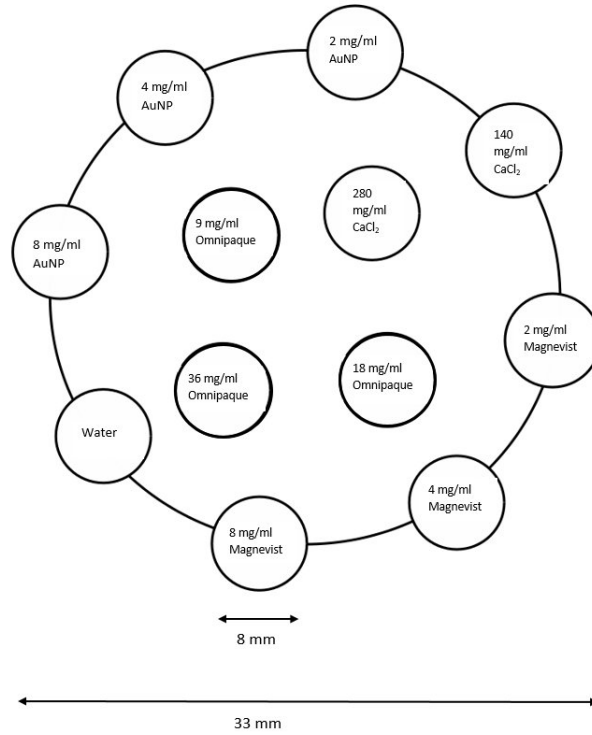 2 mg/ml
AuNP
4 mg/ml
AuNP
140
mg/ml
CaCl₂
280
mg/ml
CaCl₂
9 mg/ml
Omnipaque
8 mg/ml
AuNP
2 mg/ml
Magnevist
18 mg/ml
Omnipaque
36 mg/ml
Omnipaque
Water
4 mg/ml
Magnevist
8 mg/ml
Magnevist
8 mm
33 mm